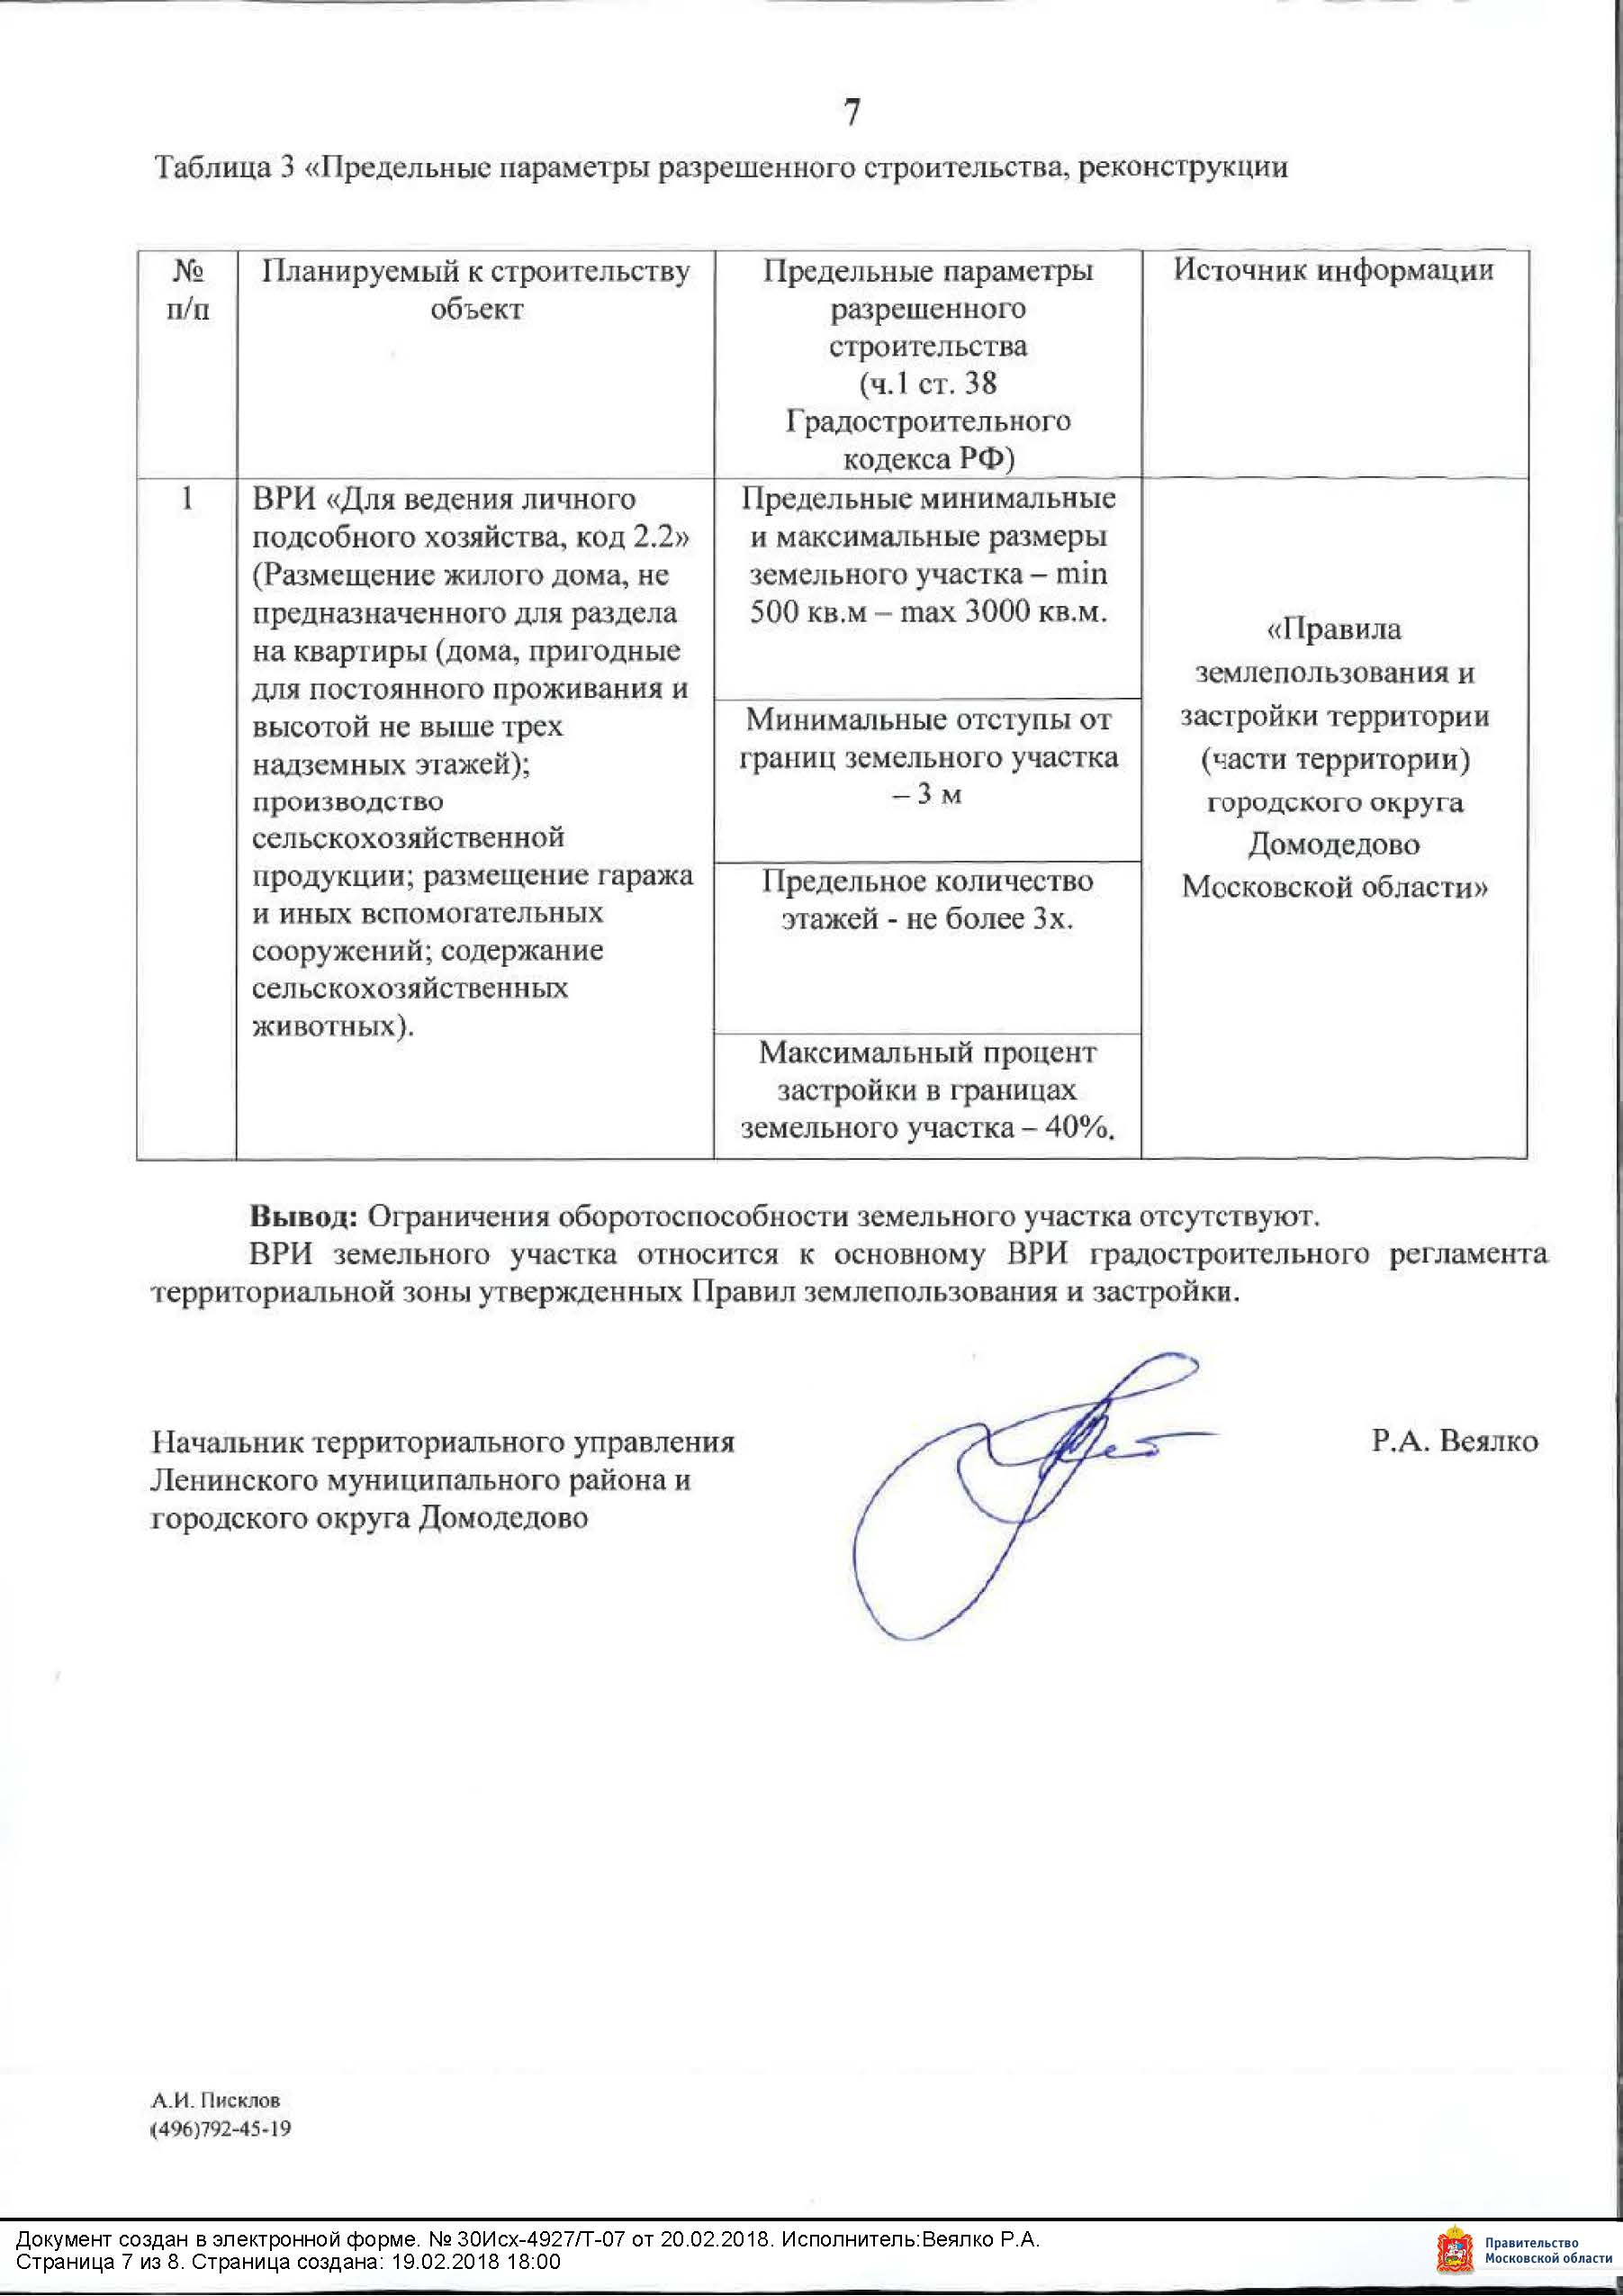 7
Таблица 3 «Предельные параметры разрешенного строительства, реконструкции
№
п/п
Планируемый к строительству
объект
Предельные параметры
разрешенного
строительства
(ч.1 ст. 38
Градостроительного
кодекса РФ)
Источник информации
1
ВРИ «Для ведения личного
подсобного хозяйства, код 2.2»
(Размещение жилого дома, не
предназначенного для раздела
на квартиры (дома, пригодные
для постоянного проживания и
высотой не выше трех
надземных этажей);
производство
сельскохозяйственной
продукции; размещение гаража
и иных вспомогательных
сооружений; содержание
сельскохозяйственных
животных).
Предельные минимальные
и максимальные размеры
земельного участка – min
500 кв.м – max 3000 кв.м.
Минимальные отступы от
границ земельного участка
– 3 м
Предельное количество
этажей - не более 3х.
Максимальный процент
застройки в границах
земельного участка – 40%.
«Правила
землепользования и
застройки территории
(части территории)
городского округа
Домодедово
Московской области»
Вывод: Ограничения оборотоспособности земельного участка отсутствуют.
ВРИ земельного участка относится к основному ВРИ градостроительного регламента
территориальной зоны утвержденных Правил землепользования и застройки.
Начальник территориального управления
Ленинского муниципального района и
городского округа Домодедово
Р.А. Веялко
А.И. Писклов
(496)792-45-19
Документ создан в электронной форме. № 30Исх-4927/Т-07 от 20.02.2018. Исполнитель:Веялко Р.А.
Страница 7 из 8. Страница создана: 19.02.2018 18:00
Правительство
Московской области